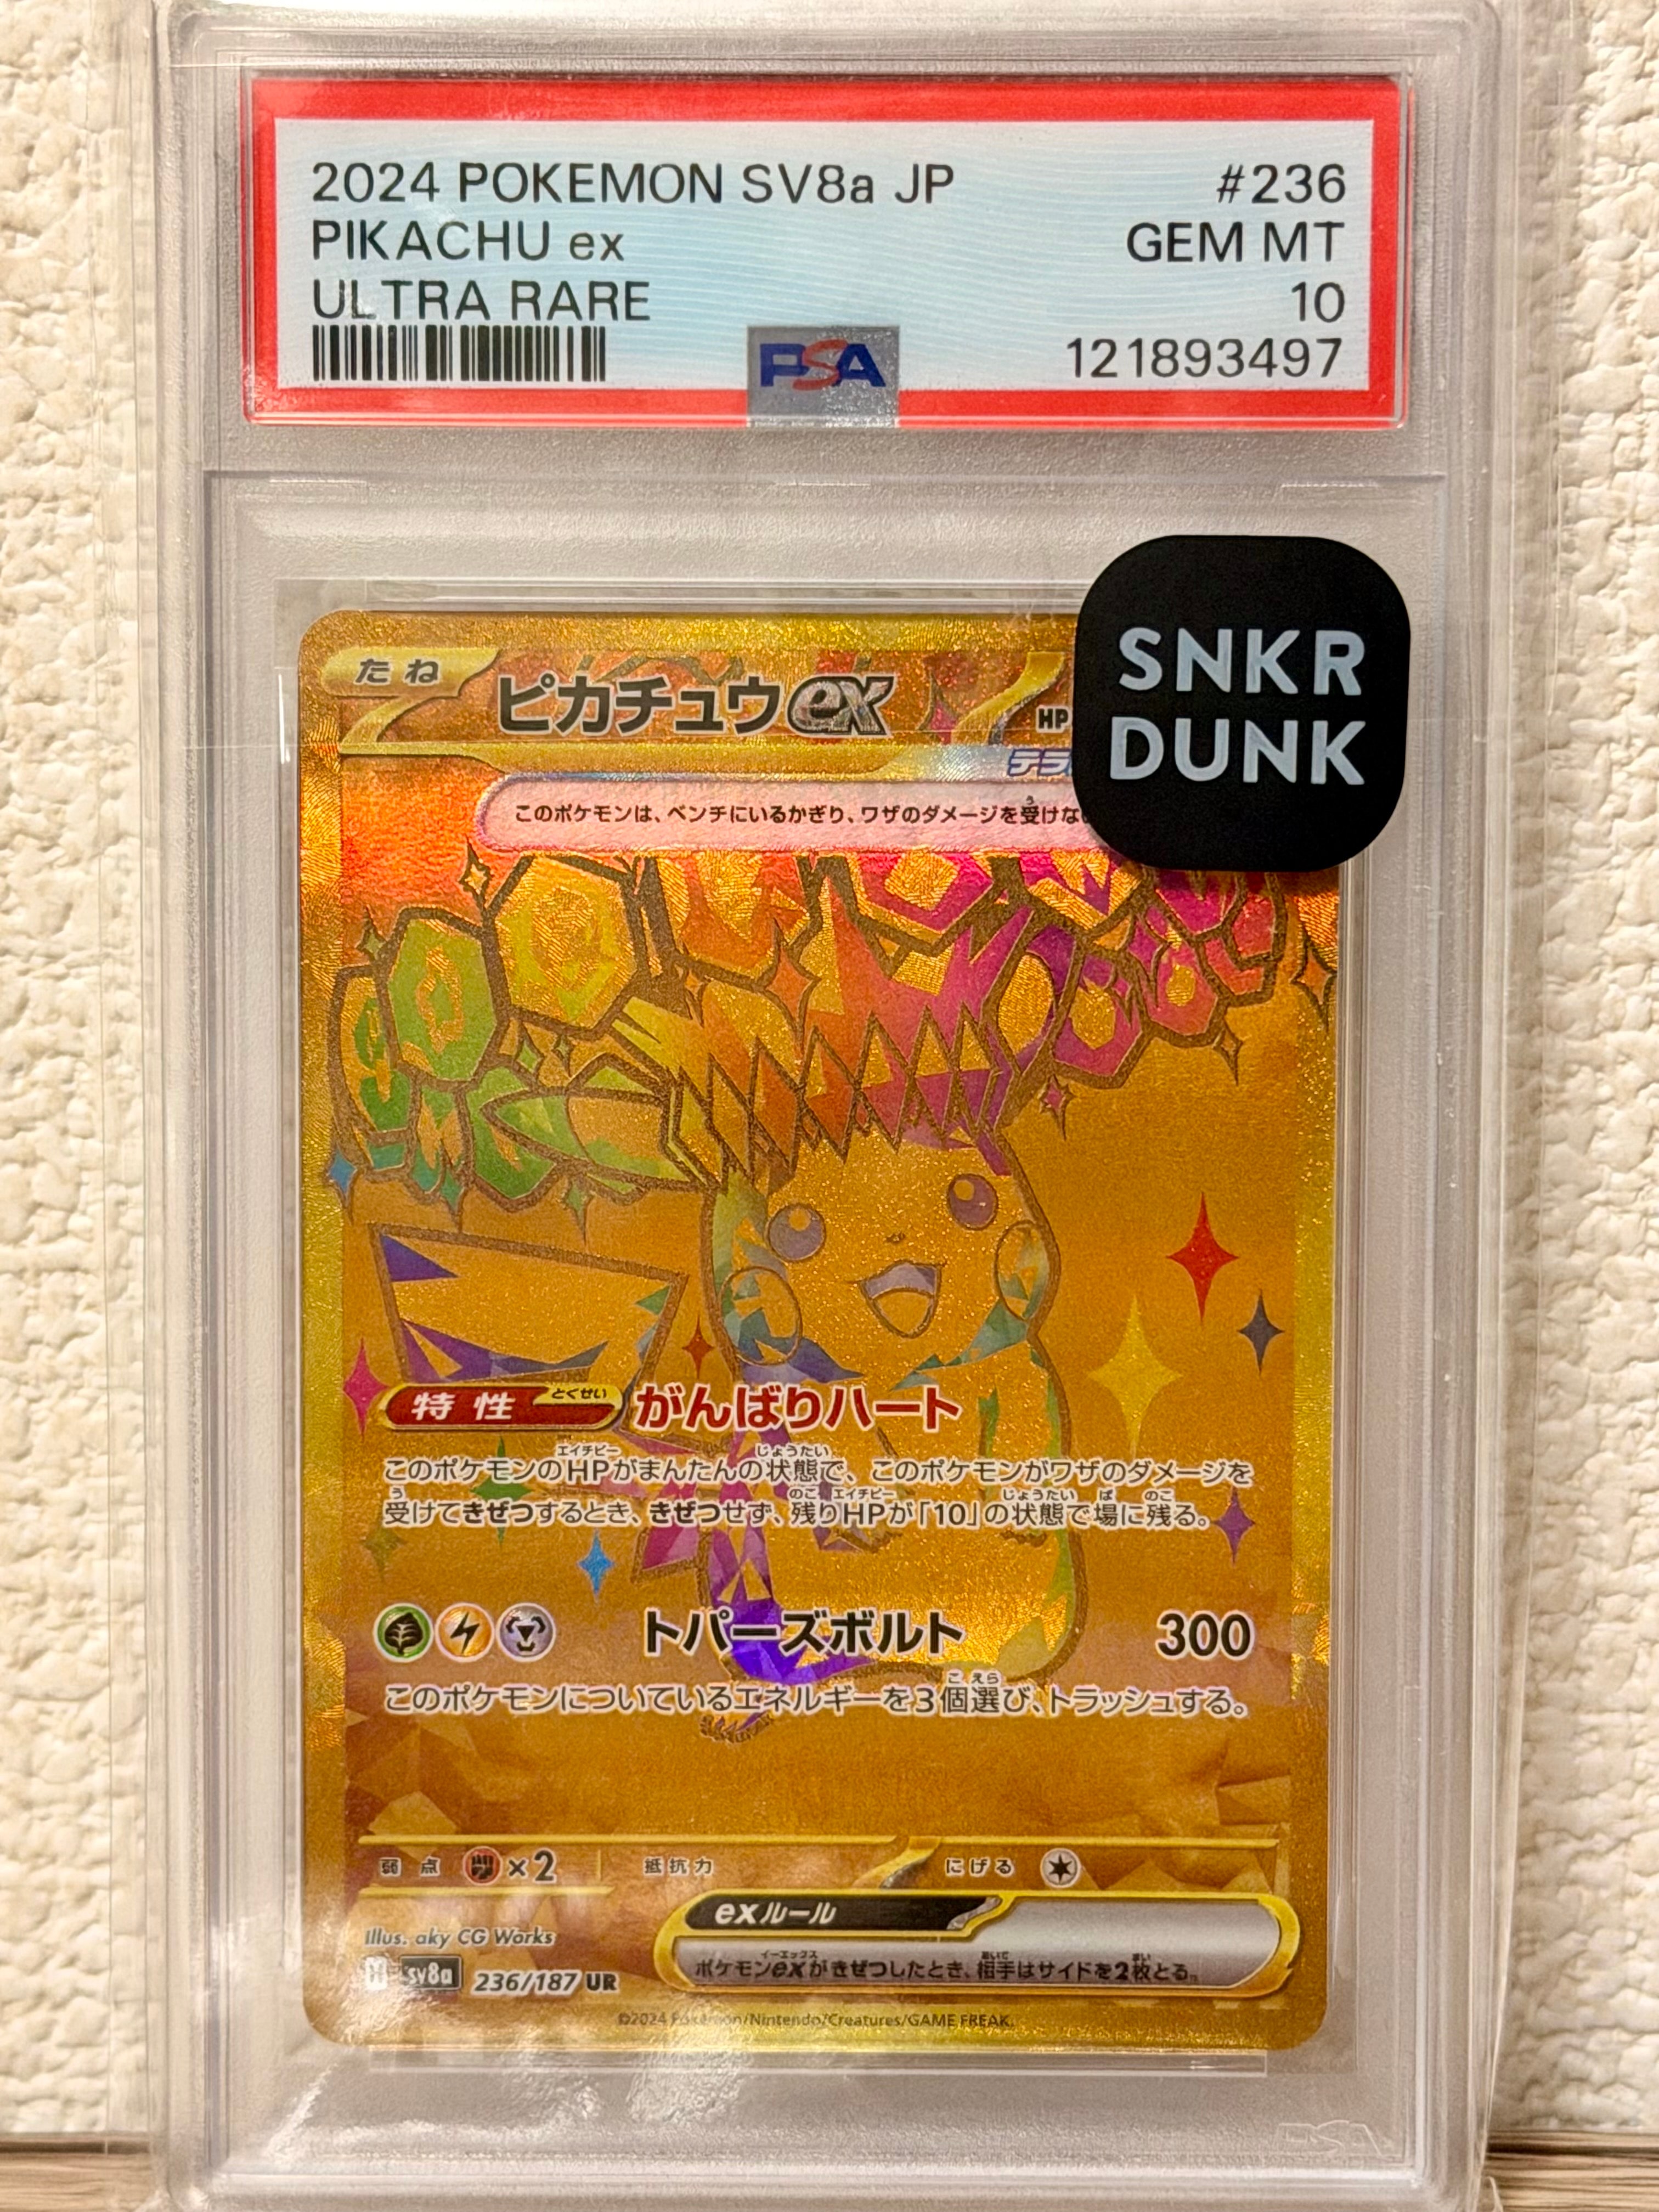 2024 POKEMON SV8a JP #236
PIKACHU ex GEM MT
ULTRA RARE 10
PSA 121893497
SNKR
DUNK
たね ピカチュウex HP
テラ
このポケモンは、ベンチにいるかぎり、ワザのダメージを受けな
特性 とくせい がんばりハート
このポケモンのHPがまんたんの状態で、このポケモンがワザのダメージを
受けてきぜつするとき、きぜつせず、残りHPが「10」の状態で場に残る。
トパーズボルト 300
このポケモンについているエネルギーを3個選び、トラッシュする。
弱点 ×2 抵抗力 にげる
exルール
ポケモンexがきぜつしたとき、相手はサイドを2枚とる。
Illus. aky CG Works
H sv8a 236/187 UR
©2024 Pokémon/Nintendo/Creatures/GAME FREAK.
PSA